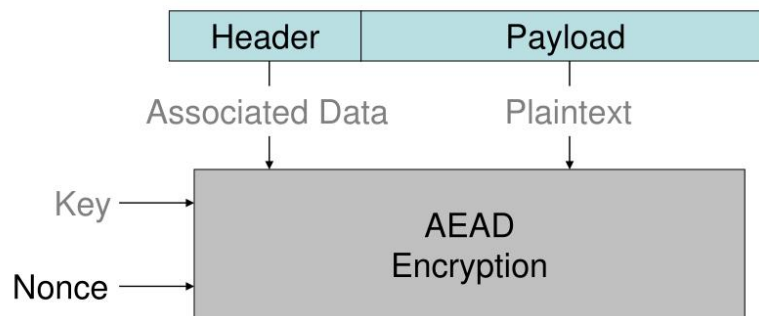 Header Payload
Associated Data Plaintext
Key
AEAD
Encryption
Nonce